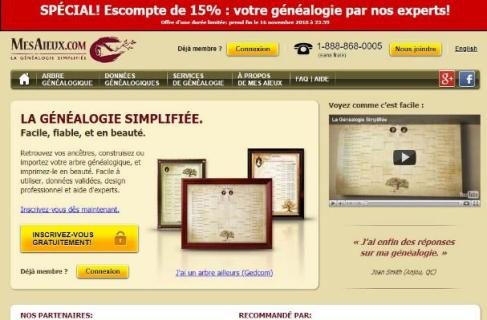 SPÉCIAL! Escompte de 15% : votre généalogie par nos experts!
Offre d'une durée limitée: prend fin le 16 novembre 2018 à 23:59
MESAIEUX.COM
LA GÉNÉALOGIE SIMPLIFIÉE
Déjà membre ? Connexion
1-888-868-0005
(sans frais)
Nous joindre
English
ARBRE GÉNÉALOGIQUE
DONNÉES GÉNÉALOGIQUES
SERVICES DE GÉNÉALOGIE
À PROPOS DE MES AIEUX
FAQ | AIDE
LA GÉNÉALOGIE SIMPLIFIÉE.
Facile, fiable, et en beauté.
Retrouvez vos ancêtres, construisez ou
importez votre arbre généalogique, et
imprimez-le en beauté. Facile à
utiliser, données validées, design
professionnel et aide d'experts.
Inscrivez-vous dès maintenant.
INSCRIVEZ-VOUS
GRATUITEMENT!
Déjà membre ? Connexion
J'ai un arbre ailleurs (Gedcom)
Voyez comme c'est facile :
La Généalogie Simplifiée
YouTube
« J'ai enfin des réponses
sur ma généalogie. »
Joan Smith (Anjou, QC)
NOS PARTENAIRES:
RECOMMANDÉ PAR: